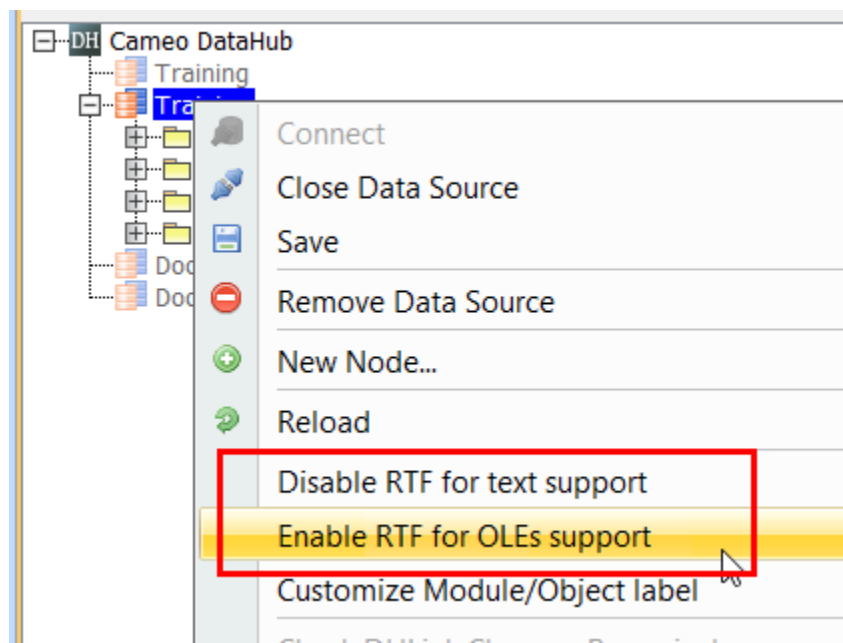 DH Cameo DataHub
Training
Connect
Close Data Source
Save
Remove Data Source
New Node...
Reload
Disable RTF for text support
Enable RTF for OLEs support
Customize Module/Object label